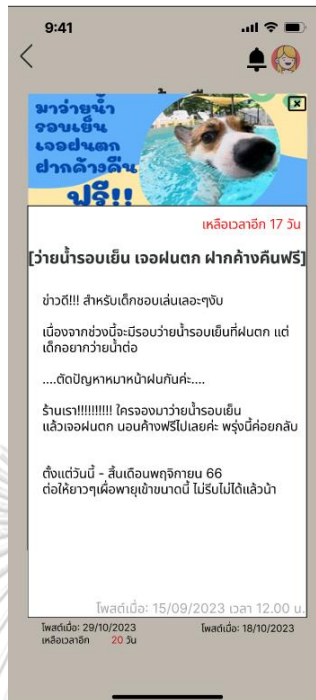 9:41
มาว่ายน้ำ
รอบเย็น
เจอฝนตก
ฝากค้างคืน
ฟรี!!
เหลือเวลาอีก 17 วัน
[ว่ายน้ำรอบเย็น เจอฝนตก ฝากค้างคืนฟรี]
ข่าวดี!!! สำหรับเด็กชอบเล่นเลอะๆงับ
เนื่องจากช่วงนี้จะมีรอบว่ายน้ำรอบเย็นที่ฝนตก แต่
เด็กอยากว่ายน้ำต่อ
....ตัดปัญหาหมาหน้าฝนกันค่ะ....
ร้านเรา!!!!!!!!!! ใครจองมาว่ายน้ำรอบเย็น
แล้วเจอฝนตก นอนค้างฟรีไปเลยค่ะ พรุ่งนี้ค่อยกลับ
ตั้งแต่วันนี้ - สิ้นเดือนพฤจิกายน 66
ต่อให้ยาวๆเผื่อพายุเข้าขนาดนี้ ไม่รีบไม่ได้แล้วน้า
โพสต์เมื่อ: 15/09/2023 เวลา 12.00 น.
โพสต์เมื่อ: 29/10/2023
โพสต์เมื่อ: 18/10/2023
เหลือเวลาอีก 20 วัน